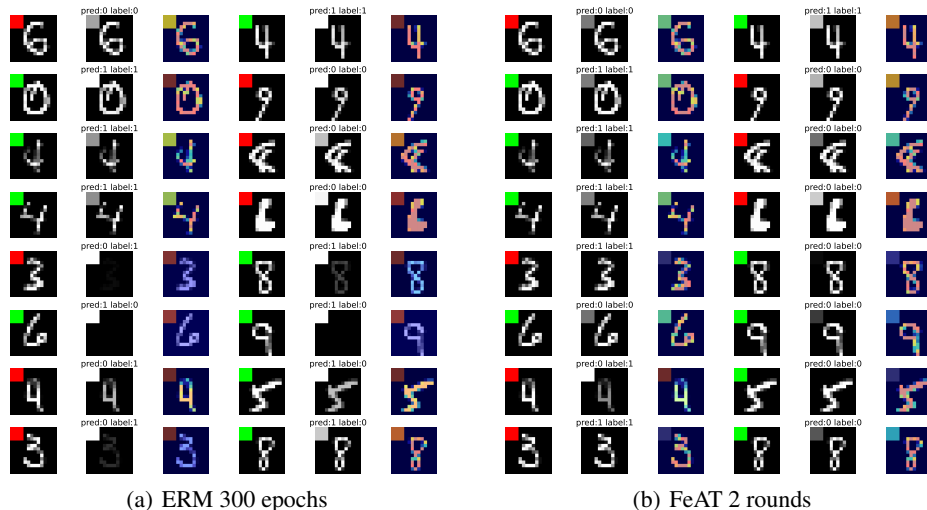 pred:0 label:0 pred:1 label:1
pred:1 label:1 pred:0 label:0
pred:1 label:1 pred:0 label:0
pred:1 label:1 pred:0 label:0
pred:0 label:1 pred:1 label:0
pred:1 label:0 pred:1 label:0
pred:0 label:1 pred:1 label:0
pred:0 label:1 pred:1 label:0
(a) ERM 300 epochs
pred:0 label:0 pred:1 label:1
pred:1 label:1 pred:0 label:0
pred:1 label:1 pred:0 label:0
pred:1 label:1 pred:0 label:0
pred:1 label:1 pred:0 label:0
pred:0 label:0 pred:0 label:0
pred:0 label:1 pred:0 label:0
pred:1 label:1 pred:0 label:0
(b) FeAT 2 rounds